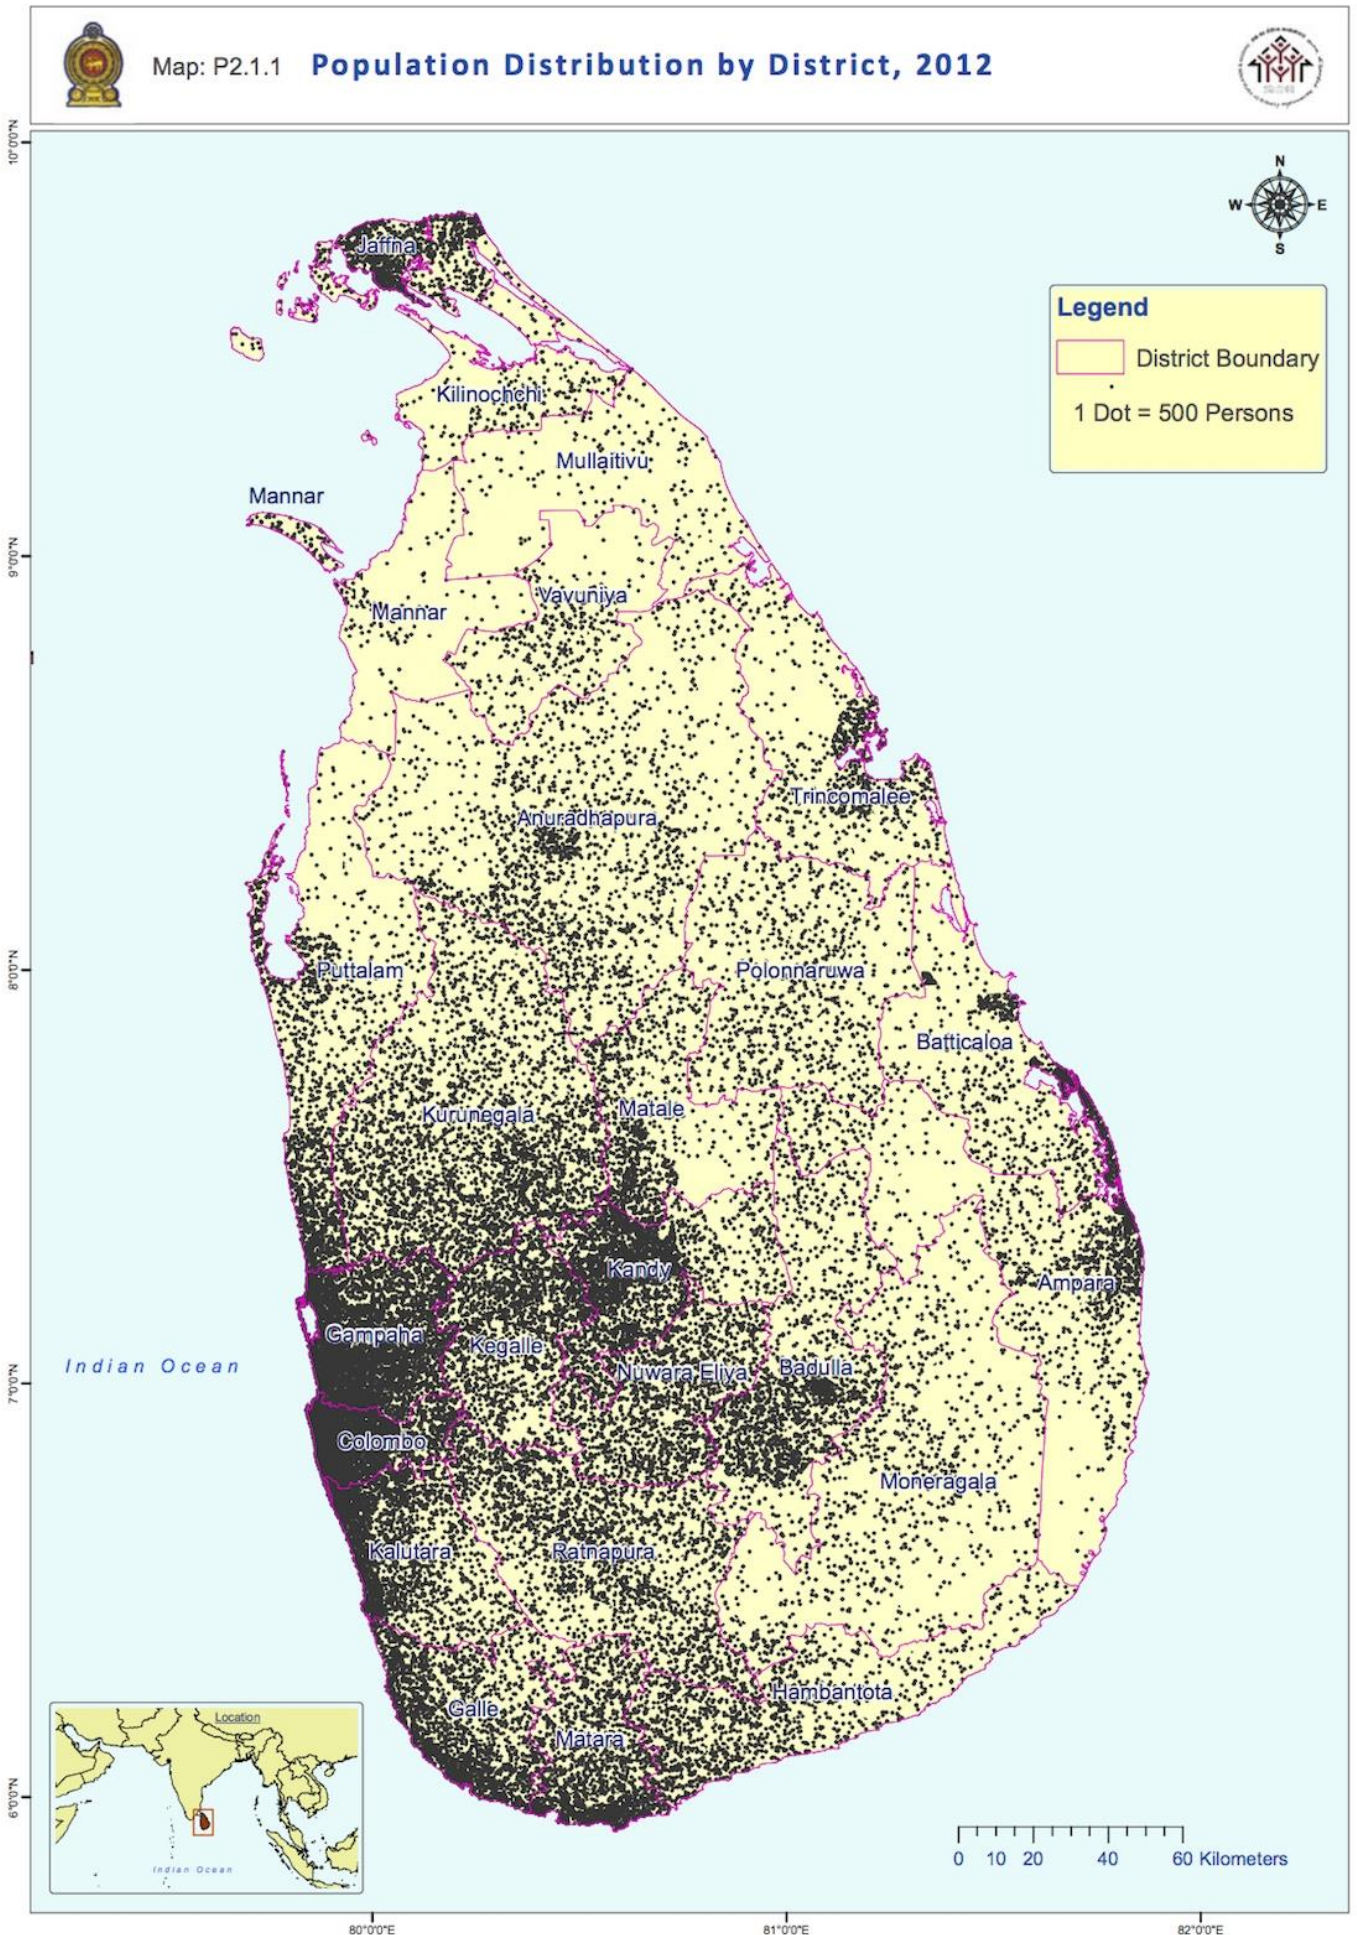 Map: P2.1.1 Population Distribution by District, 2012
10°0'0"N
N
W E
S
Legend
District Boundary
1 Dot = 500 Persons
Jaffna
Kilinochchi
Mullaitivu
Mannar
9°0'0"N
Vavuniya
Mannar
Trincomalee
Anuradhapura
8°0'0"N
Puttalam
Polonnaruwa
Batticaloa
Kurunegala
Matale
Kandy
Ampara
Gampaha
Kegalle
Indian Ocean
Nuwara Eliya
Badulla
7°0'0"N
Colombo
Moneragala
Kalutara
Ratnapura
Hambantota
Galle
Matara
Location
Indian Ocean
6°0'0"N
0 10 20 40 60 Kilometers
80°0'0"E
81°0'0"E
82°0'0"E